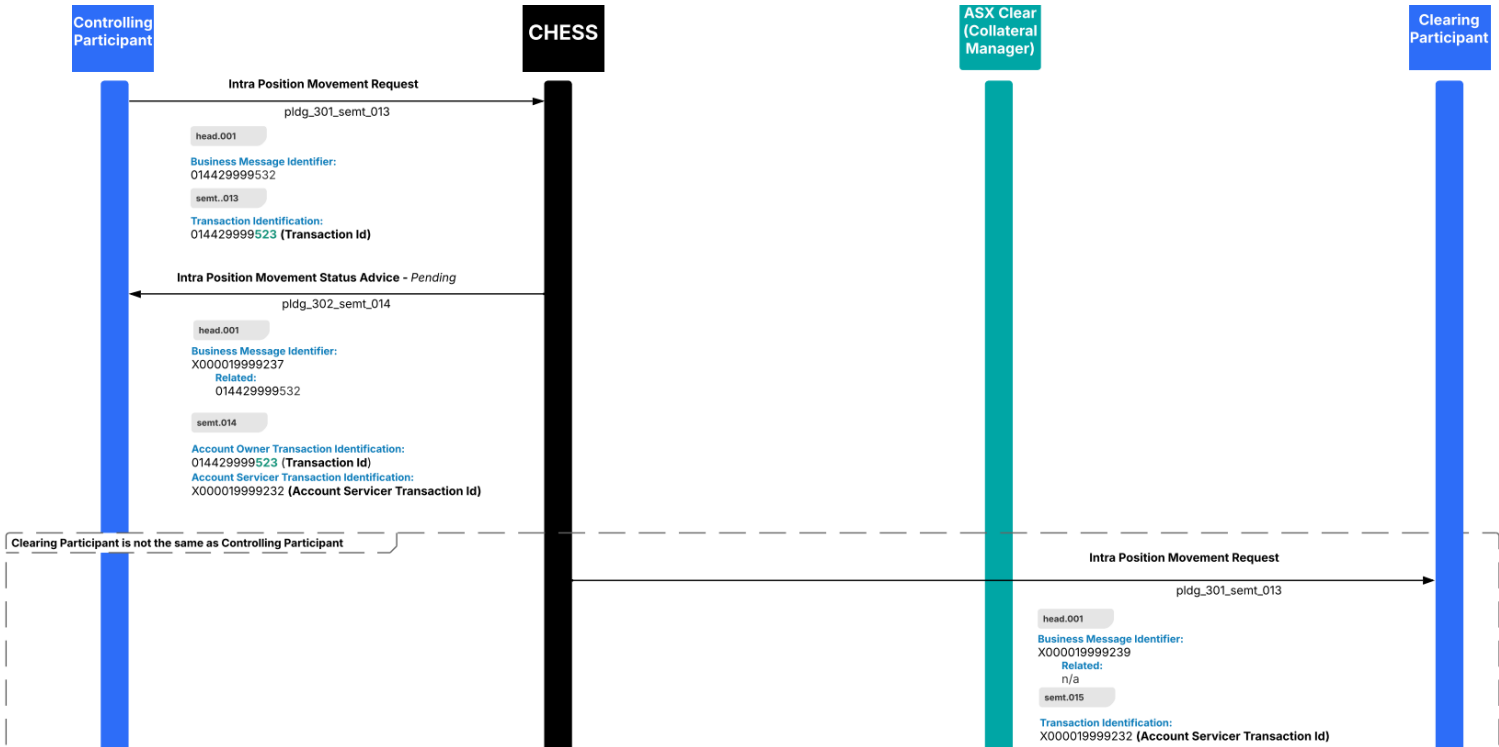 Controlling
Participant
CHESS
ASX Clear
(Collateral
Manager)
Clearing
Participant
Intra Position Movement Request
pldg_301_semt_013
head.001
Business Message Identifier:
014429999532
semt..013
Transaction Identification:
014429999523 (Transaction Id)
Intra Position Movement Status Advice - Pending
pldg_302_semt_014
head.001
Business Message Identifier:
X000019999237
Related:
014429999532
semt.014
Account Owner Transaction Identification:
014429999523 (Transaction Id)
Account Servicer Transaction Identification:
X000019999232 (Account Servicer Transaction Id)
Clearing Participant is not the same as Controlling Participant
Intra Position Movement Request
pldg_301_semt_013
head.001
Business Message Identifier:
X000019999239
Related:
n/a
semt.015
Transaction Identification:
X000019999232 (Account Servicer Transaction Id)